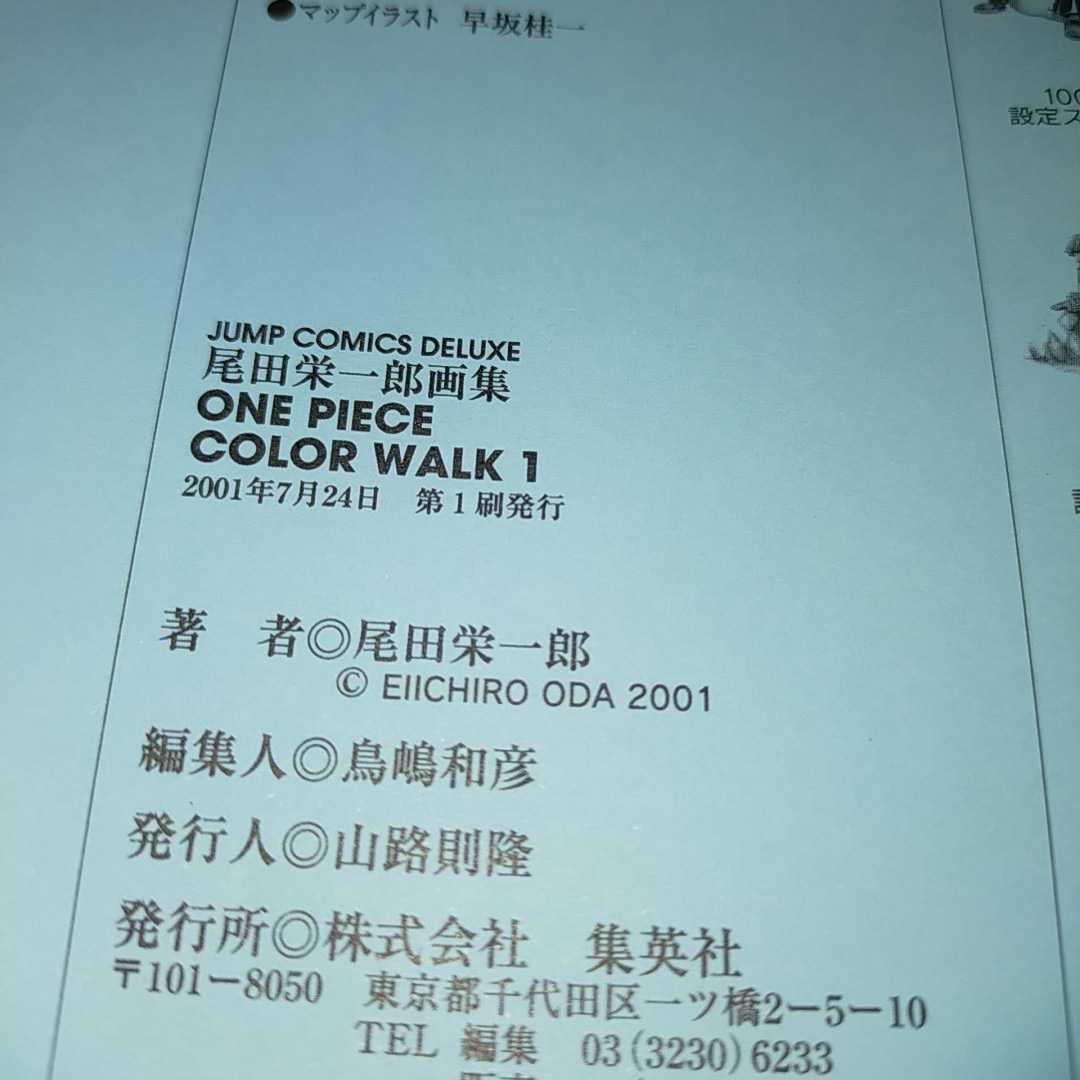 ●マップイラスト 早坂桂一
JUMP COMICS DELUXE
尾田栄一郎画集
ONE PIECE
COLOR WALK 1
2001年7月24日 第1刷発行
著 者◎尾田栄一郎
© EIICHIRO ODA 2001
編集人◎鳥嶋和彦
発行人◎山路則隆
発行所◎株式会社 集英社
〒101-8050 東京都千代田区一ツ橋2-5-10
TEL 編集 03(3230)6233
100
設定ス